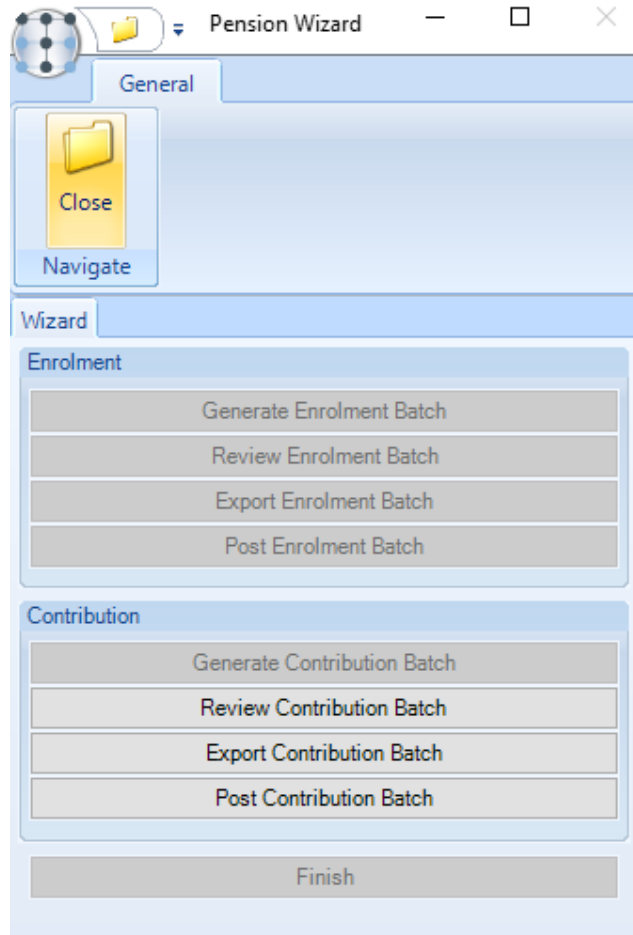 Pension Wizard
General
Close
Navigate
Wizard
Enrolment
Generate Enrolment Batch
Review Enrolment Batch
Export Enrolment Batch
Post Enrolment Batch
Contribution
Generate Contribution Batch
Review Contribution Batch
Export Contribution Batch
Post Contribution Batch
Finish